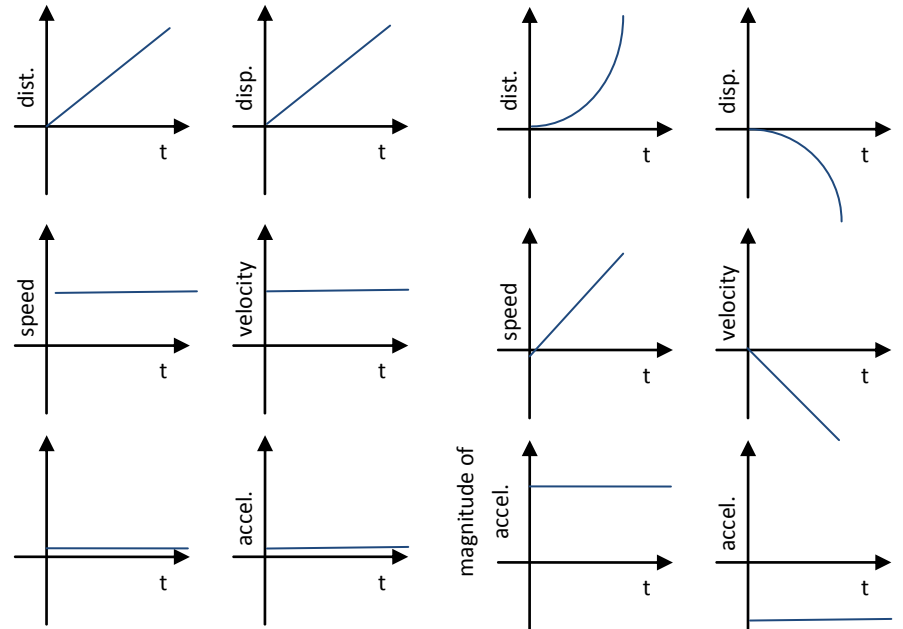 dist.
t
disp.
t
dist.
t
disp.
t
speed
t
velocity
t
speed
t
velocity
t
t
accel.
t
magnitude of
accel.
t
accel.